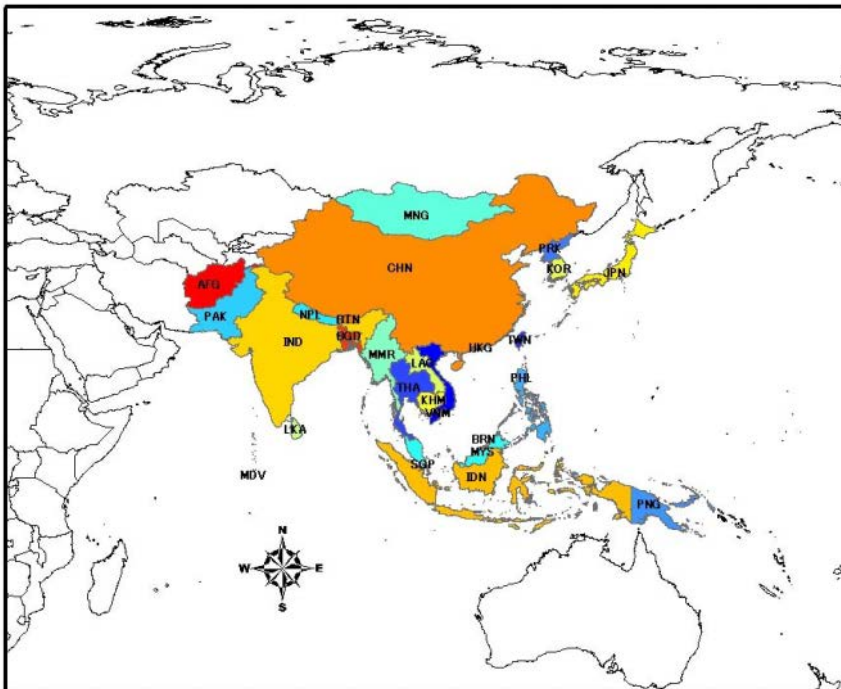 MNG
PRK
CHN
KOR
JPN
AFG
PAK
NPL
BTN
BGD
IND
HKG
TWN
MMR
LAO
THA
PHL
KHM
VNM
LKA
BRN
MYS
SGP
MDV
IDN
PNG
N
W E
S